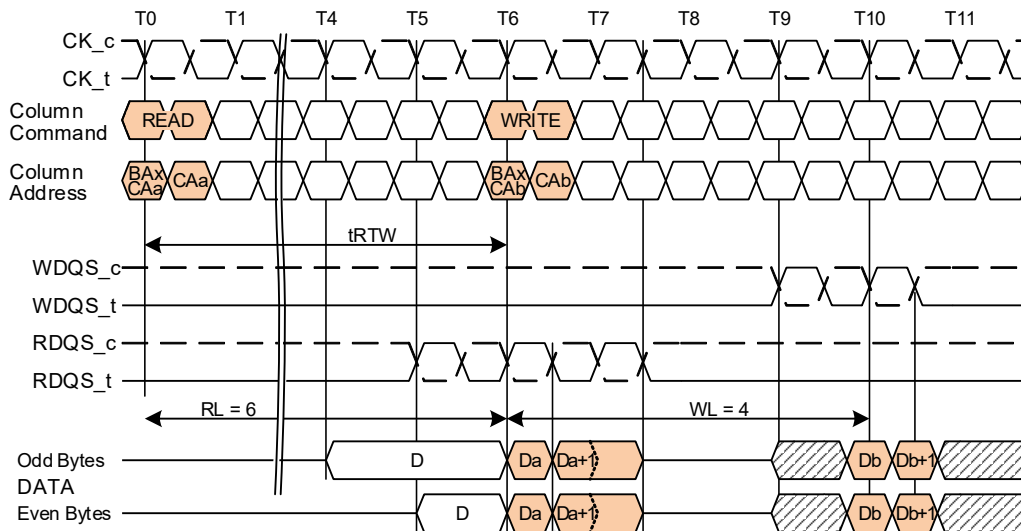 T0 T1 T4 T5 T6 T7 T8 T9 T10 T11
CK_c
CK_t
Column
Command
READ WRITE
Column
Address
BAx
CAa
CAa
BAx
CAb
CAb
tRTW
WDQS_c
WDQS_t
RDQS_c
RDQS_t
RL = 6 WL = 4
Odd Bytes D Da Da+1 Db Db+1
DATA
Even Bytes D Da Da+1 Db Db+1